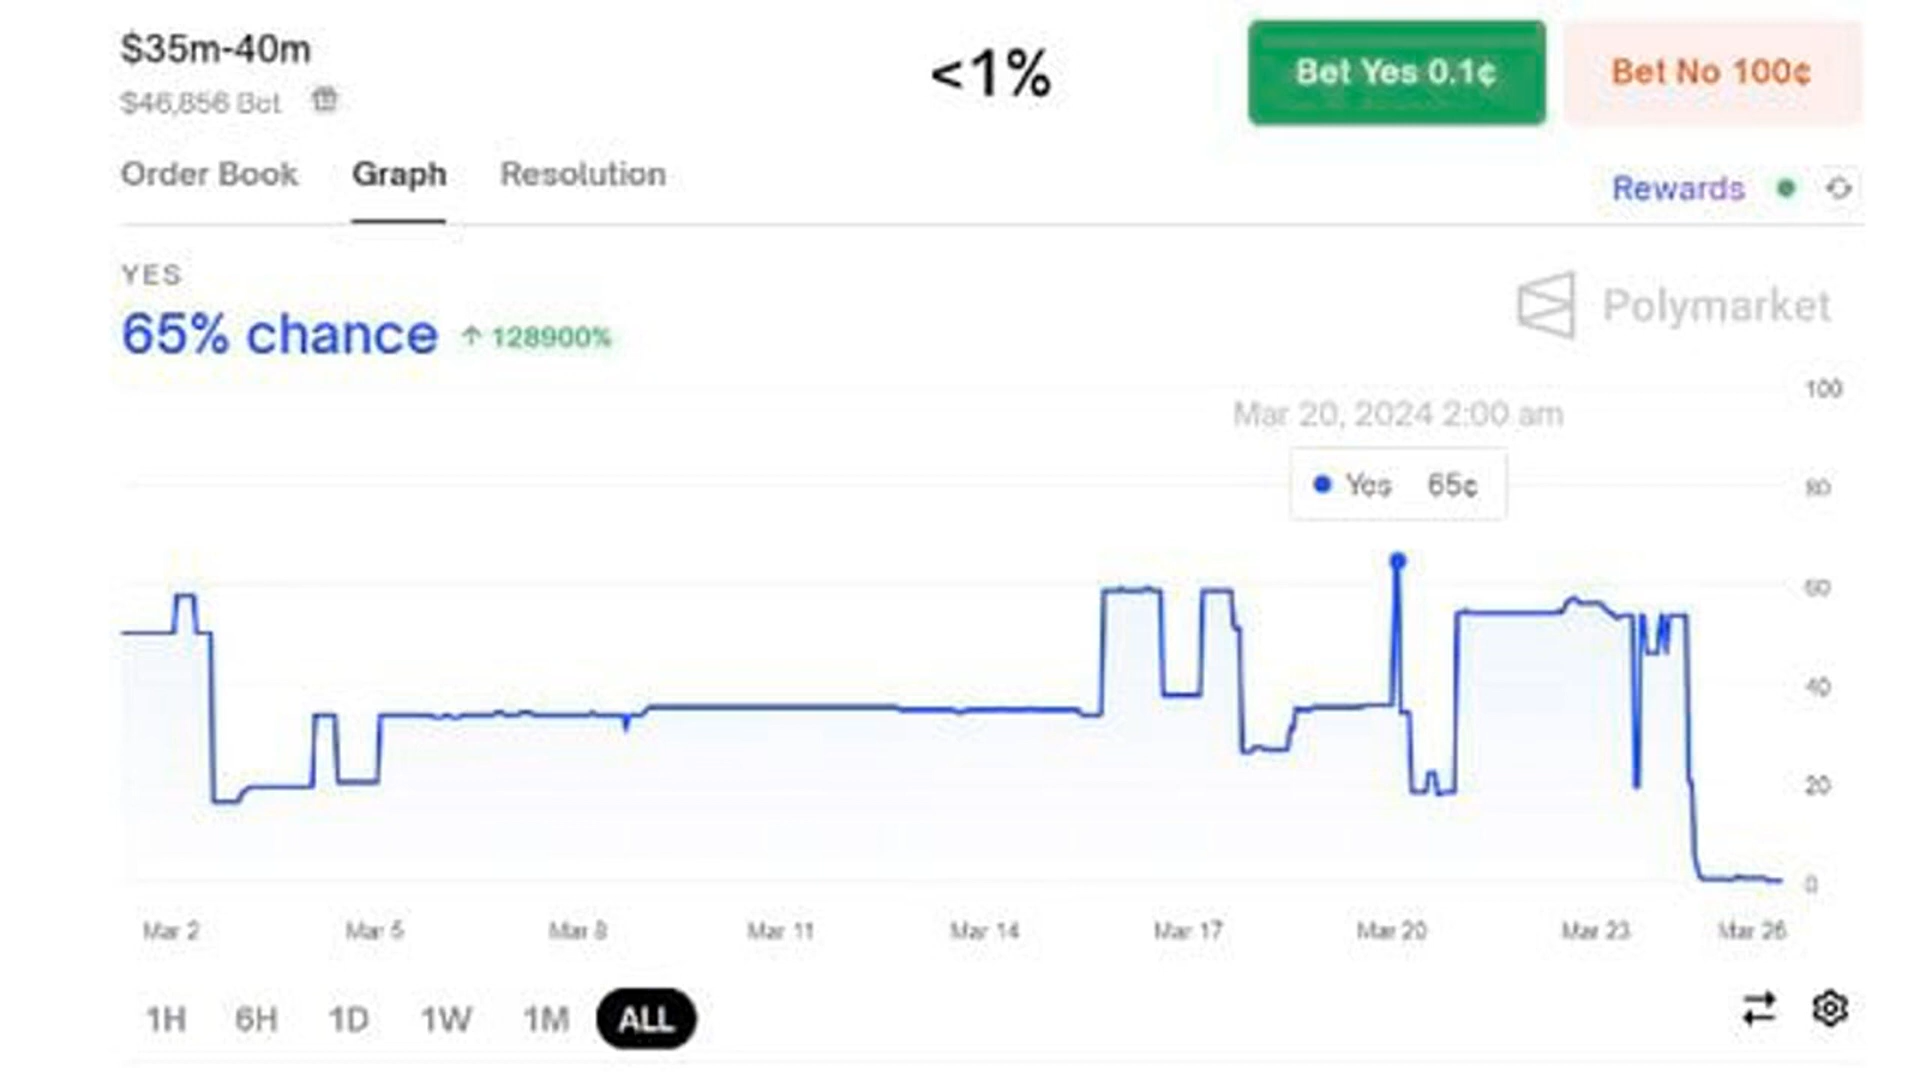 $35m-40m
<1%
Bet Yes 0.1¢
Bet No 100¢
$46,856 Bet
Order Book
Graph
Resolution
Rewards
YES
65% chance
↑ 128900%
Polymarket
Mar 20, 2024 2:00 am
Yes 65¢
100
80
60
40
20
0
Mar 2
Mar 5
Mar 8
Mar 11
Mar 14
Mar 17
Mar 20
Mar 23
Mar 26
1H
6H
1D
1W
1M
ALL